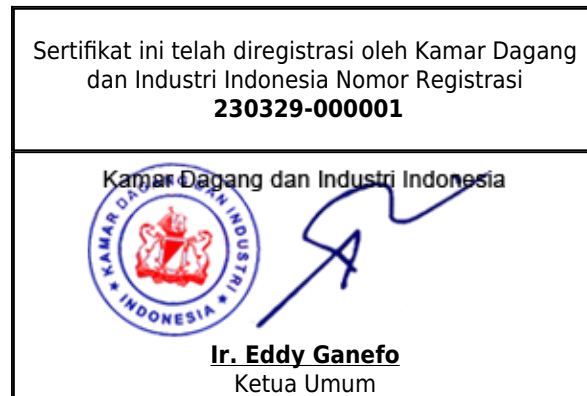 Sertifikat ini telah diregistrasi oleh Kamar Dagang
dan Industri Indonesia Nomor Registrasi
230329-000001
Kamar Dagang dan Industri Indonesia
KAMAR DAGANG DAN INDUSTRI
* INDONESIA *
Ir. Eddy Ganefo
Ketua Umum